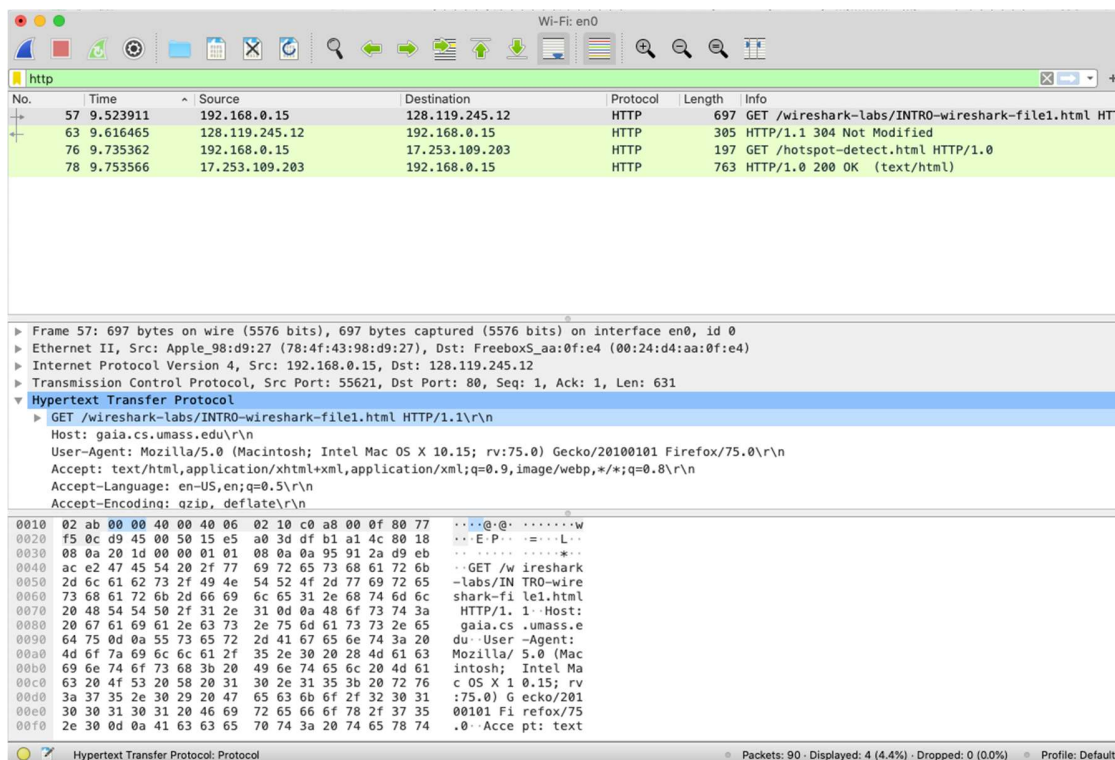 Wi-Fi: en0
http
No. Time Source Destination Protocol Length Info
57 9.523911 192.168.0.15 128.119.245.12 HTTP 697 GET /wireshark-labs/INTRO-wireshark-file1.html HT
63 9.616465 128.119.245.12 192.168.0.15 HTTP 305 HTTP/1.1 304 Not Modified
76 9.735362 192.168.0.15 17.253.109.203 HTTP 197 GET /hotspot-detect.html HTTP/1.0
78 9.753566 17.253.109.203 192.168.0.15 HTTP 763 HTTP/1.0 200 OK (text/html)
Frame 57: 697 bytes on wire (5576 bits), 697 bytes captured (5576 bits) on interface en0, id 0
Ethernet II, Src: Apple_98:d9:27 (78:4f:43:98:d9:27), Dst: FreeboxS_aa:0f:e4 (00:24:d4:aa:0f:e4)
Internet Protocol Version 4, Src: 192.168.0.15, Dst: 128.119.245.12
Transmission Control Protocol, Src Port: 55621, Dst Port: 80, Seq: 1, Ack: 1, Len: 631
Hypertext Transfer Protocol
GET /wireshark-labs/INTRO-wireshark-file1.html HTTP/1.1\r\n
Host: gaia.cs.umass.edu\r\n
User-Agent: Mozilla/5.0 (Macintosh; Intel Mac OS X 10.15; rv:75.0) Gecko/20100101 Firefox/75.0\r\n
Accept: text/html,application/xhtml+xml,application/xml;q=0.9,image/webp,*/*;q=0.8\r\n
Accept-Language: en-US,en;q=0.5\r\n
Accept-Encoding: gzip, deflate\r\n
0010 02 ab 00 00 40 00 40 06 02 10 c0 a8 00 0f 80 77 ····@·@· ·······w
0020 f5 0c d9 45 00 50 15 e5 a0 3d df b1 a1 4c 80 18 ···E·P·· ·=···L··
0030 08 0a 20 1d 00 00 01 01 08 0a 0a 95 91 2a d9 eb ·· ····· ·····*··
0040 ac e2 47 45 54 20 2f 77 69 72 65 73 68 61 72 6b ··GET /w ireshark
0050 2d 6c 61 62 73 2f 49 4e 54 52 4f 2d 77 69 72 65 -labs/IN TRO-wire
0060 73 68 61 72 6b 2d 66 69 6c 65 31 2e 68 74 6d 6c shark-fi le1.html
0070 20 48 54 54 50 2f 31 2e 31 0d 0a 48 6f 73 74 3a HTTP/1. 1··Host:
0080 20 67 61 69 61 2e 63 73 2e 75 6d 61 73 73 2e 65 gaia.cs .umass.e
0090 64 75 0d 0a 55 73 65 72 2d 41 67 65 6e 74 3a 20 du··User -Agent:
00a0 4d 6f 7a 69 6c 6c 61 2f 35 2e 30 20 28 4d 61 63 Mozilla/ 5.0 (Mac
00b0 69 6e 74 6f 73 68 3b 20 49 6e 74 65 6c 20 4d 61 intosh; Intel Ma
00c0 63 20 4f 53 20 58 20 31 30 2e 31 35 3b 20 72 76 c OS X 1 0.15; rv
00d0 3a 37 35 2e 30 29 20 47 65 63 6b 6f 2f 32 30 31 :75.0) G ecko/201
00e0 30 30 31 30 31 20 46 69 72 65 66 6f 78 2f 37 35 00101 Fi refox/75
00f0 2e 30 0d 0a 41 63 63 65 70 74 3a 20 74 65 78 74 .0··Acce pt: text
Hypertext Transfer Protocol: Protocol Packets: 90 · Displayed: 4 (4.4%) · Dropped: 0 (0.0%) Profile: Default